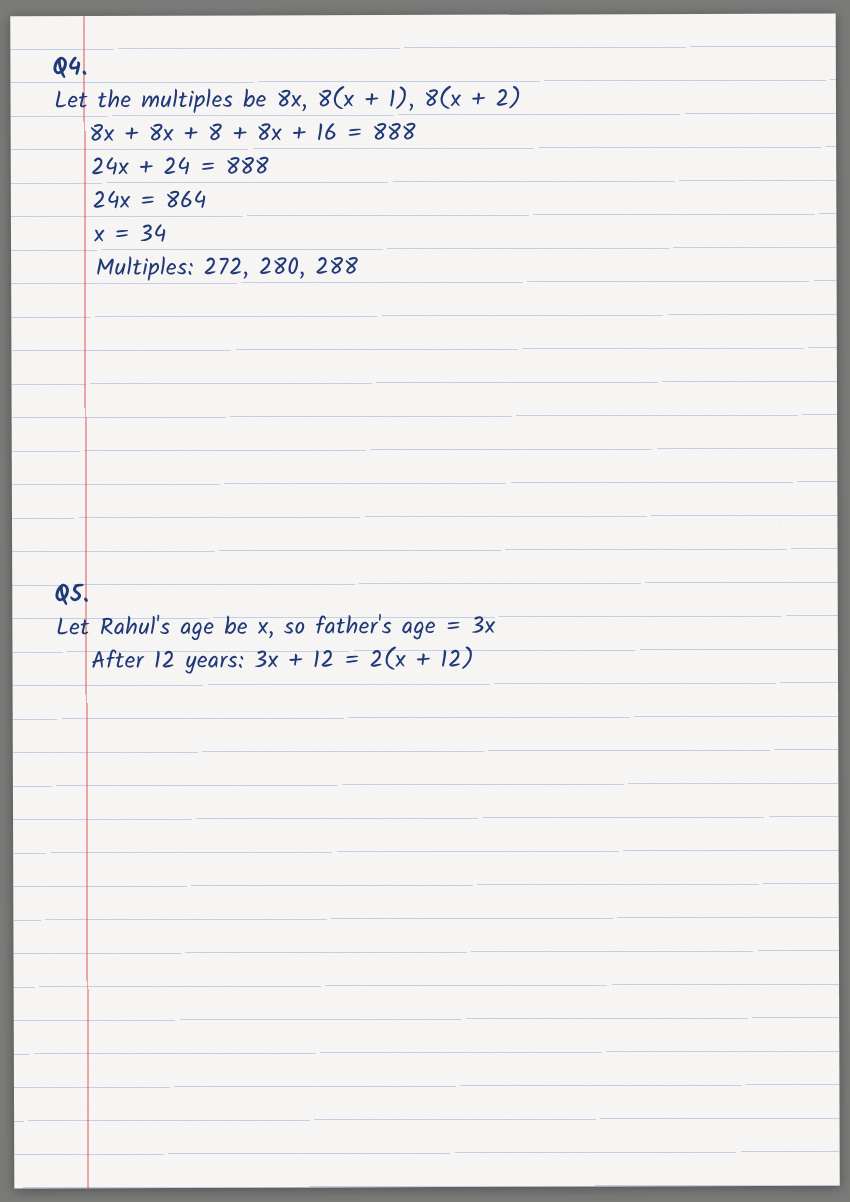 Q4.
Let the multiples be 8x, 8(x + 1), 8(x + 2)
8x + 8x + 8 + 8x + 16 = 888
24x + 24 = 888
24x = 864
x = 34
Multiples: 272, 280, 288
Q5.
Let Rahul's age be x, so father's age = 3x
After 12 years: 3x + 12 = 2(x + 12)